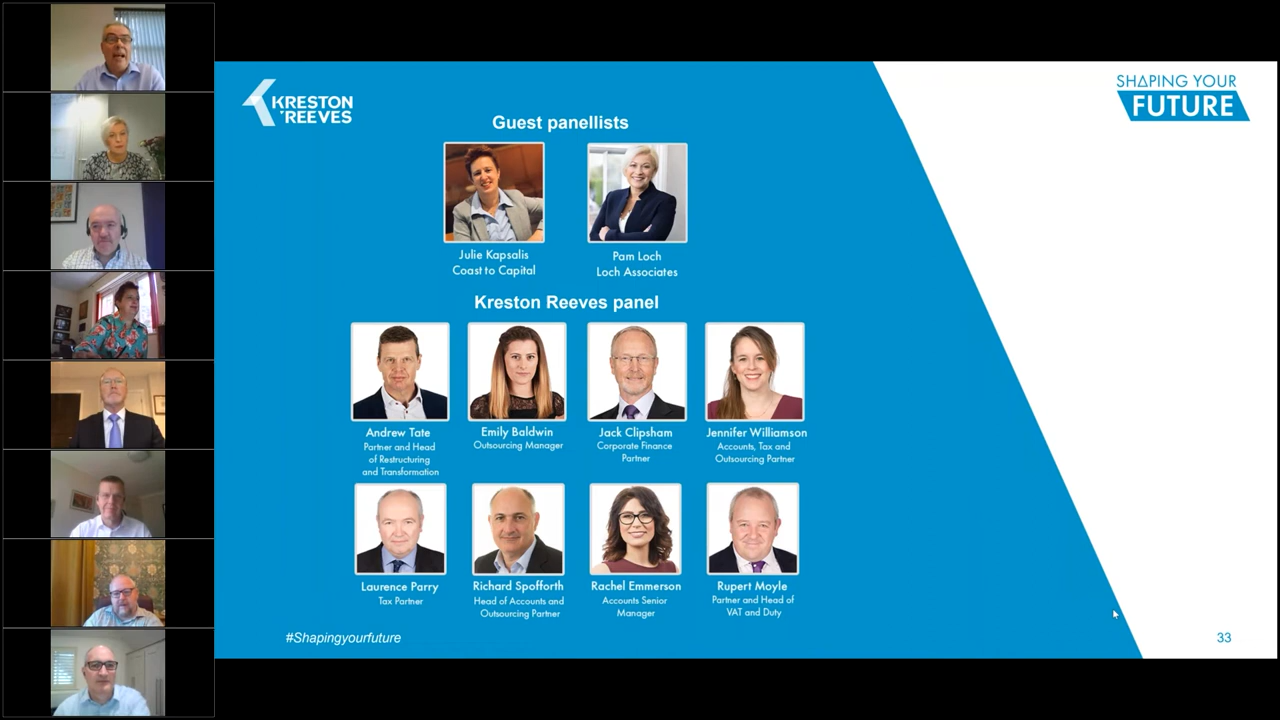 KRESTON
REEVES
SHAPING YOUR
FUTURE
Guest panellists
Julie Kapsalis
Coast to Capital
Pam Loch
Loch Associates
Kreston Reeves panel
Andrew Tate
Partner and Head
of Restructuring
and Transformation
Emily Baldwin
Outsourcing Manager
Jack Clipsham
Corporate Finance
Partner
Jennifer Williamson
Accounts, Tax and
Outsourcing Partner
Laurence Parry
Tax Partner
Richard Spofforth
Head of Accounts and
Outsourcing Partner
Rachel Emmerson
Accounts Senior
Manager
Rupert Moyle
Partner and Head of
VAT and Duty
#Shapingyourfuture
33